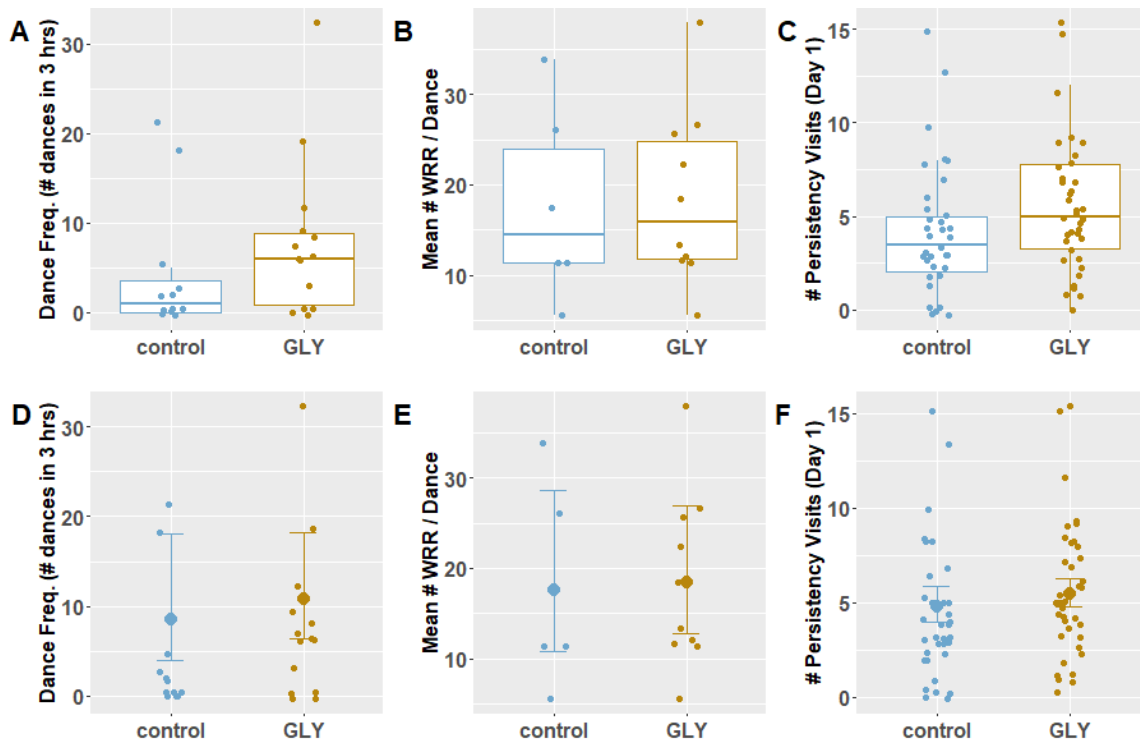 A
Dance Freq. (# dances in 3 hrs)
30
20
10
0
control
GLY
B
Mean # WRR / Dance
30
20
10
control
GLY
C
# Persistency Visits (Day 1)
15
10
5
0
control
GLY
D
Dance Freq. (# dances in 3 hrs)
30
20
10
0
control
GLY
E
Mean # WRR / Dance
30
20
10
control
GLY
F
# Persistency Visits (Day 1)
15
10
5
0
control
GLY